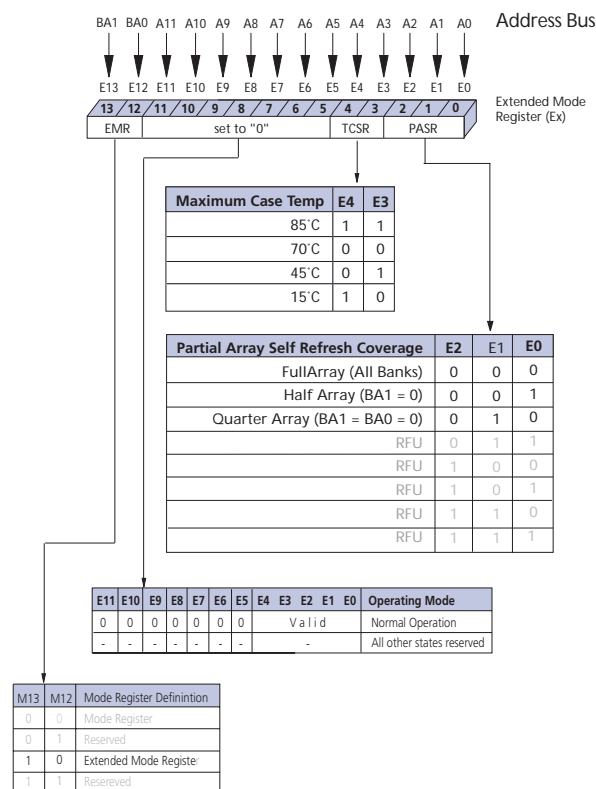 BA1 BA0 A11 A10 A9 A8 A7 A6 A5 A4 A3 A2 A1 A0 Address Bus
E13 E12 E11 E10 E9 E8 E7 E6 E5 E4 E3 E2 E1 E0
Extended Mode
Register (Ex)
13 12 11 10 9 8 7 6 5 4 3 2 1 0
EMR set to "0" TCSR PASR
Maximum Case Temp E4 E3
85°C 1 1
70°C 0 0
45°C 0 1
15°C 1 0
Partial Array Self Refresh Coverage E2 E1 E0
FullArray (All Banks) 0 0 0
Half Array (BA1 = 0) 0 0 1
Quarter Array (BA1 = BA0 = 0) 0 1 0
RFU 0 1 1
RFU 1 0 0
RFU 1 0 1
RFU 1 1 0
RFU 1 1 1
E11 E10 E9 E8 E7 E6 E5 E4 E3 E2 E1 E0 Operating Mode
0 0 0 0 0 0 0 Valid Normal Operation
- - - - - - - - All other states reserved
M13 M12 Mode Register Definintion
0 0 Mode Register
0 1 Reserved
1 0 Extended Mode Register
1 1 Resereved